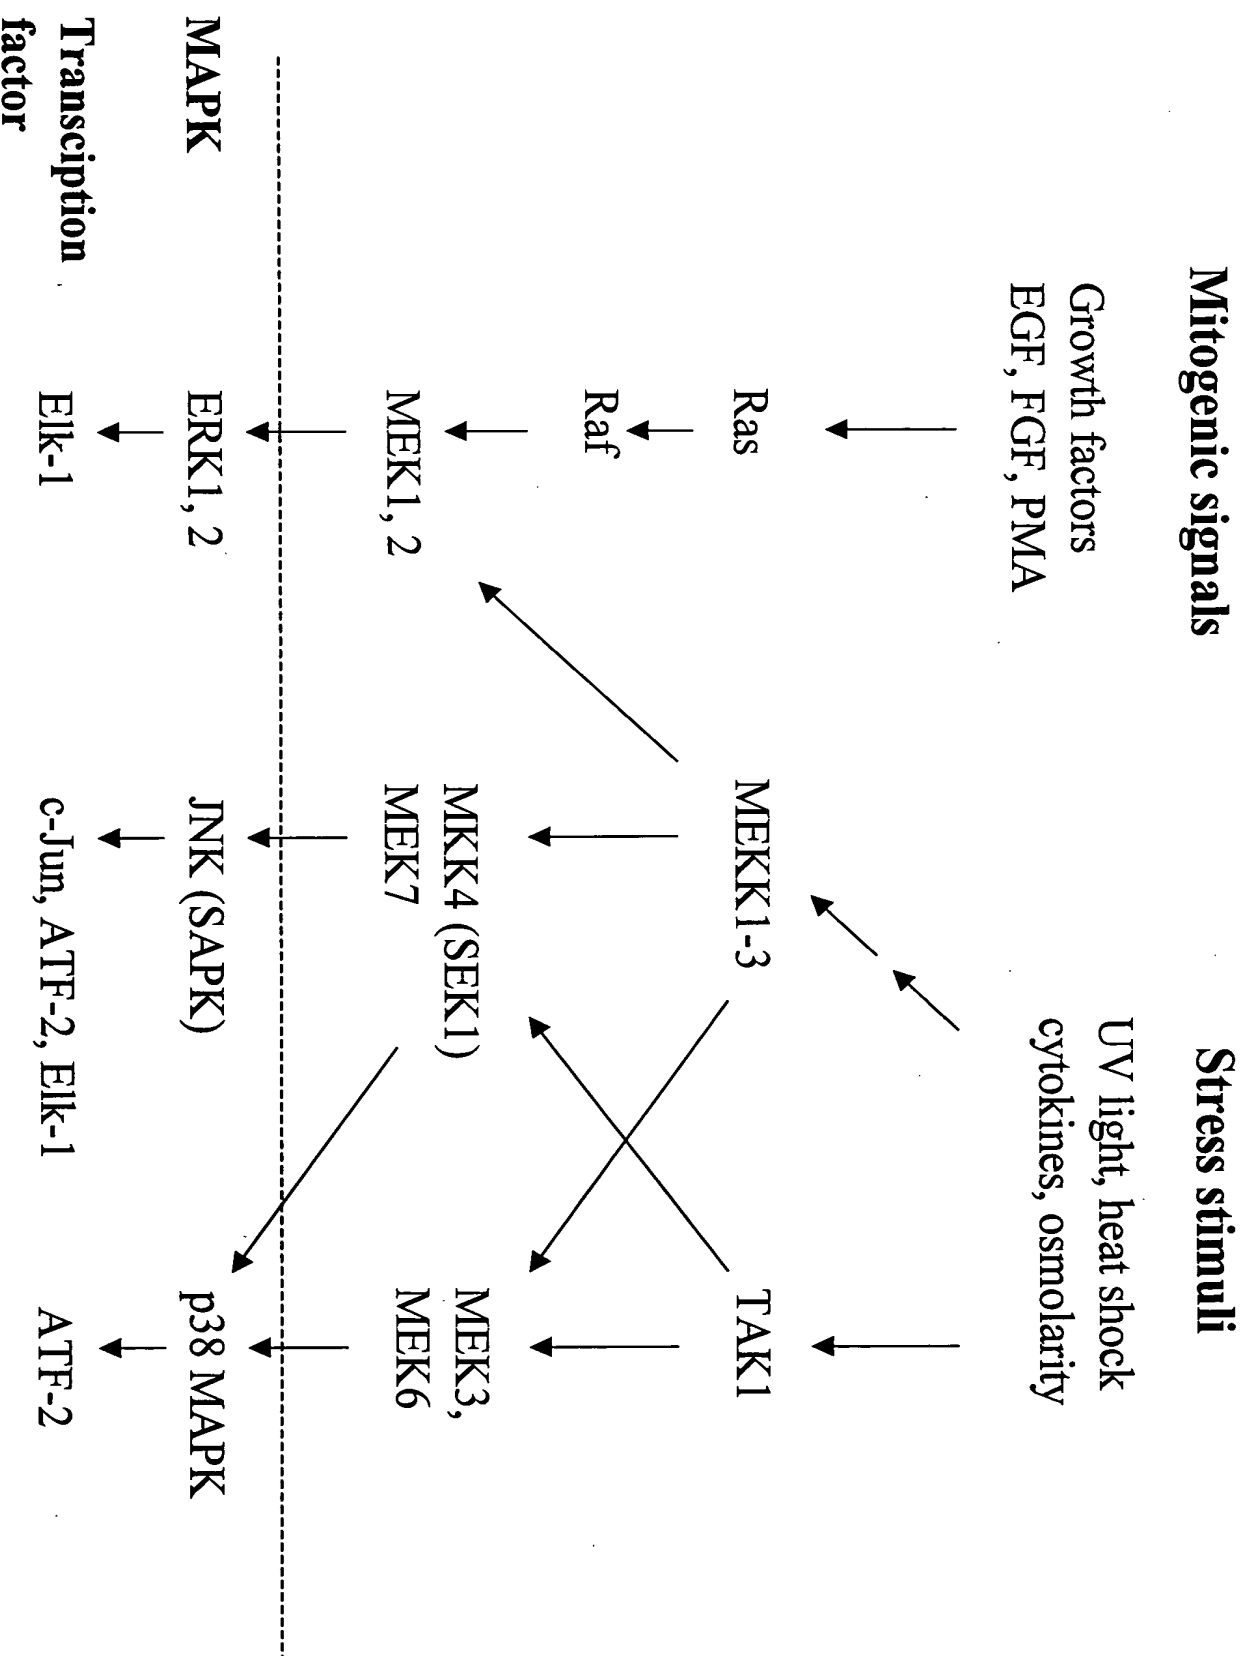 Mitogenic signals
Stress stimuli
Growth factors
EGF, FGF, PMA
UV light, heat shock
cytokines, osmolarity
Ras
MEKK1-3
TAK1
Raf
MEK1, 2
MKK4 (SEK1)
MEK7
MEK3,
MEK6
MAPK
ERK1, 2
JNK (SAPK)
p38 MAPK
Transciption
factor
Elk-1
c-Jun, ATF-2, Elk-1
ATF-2